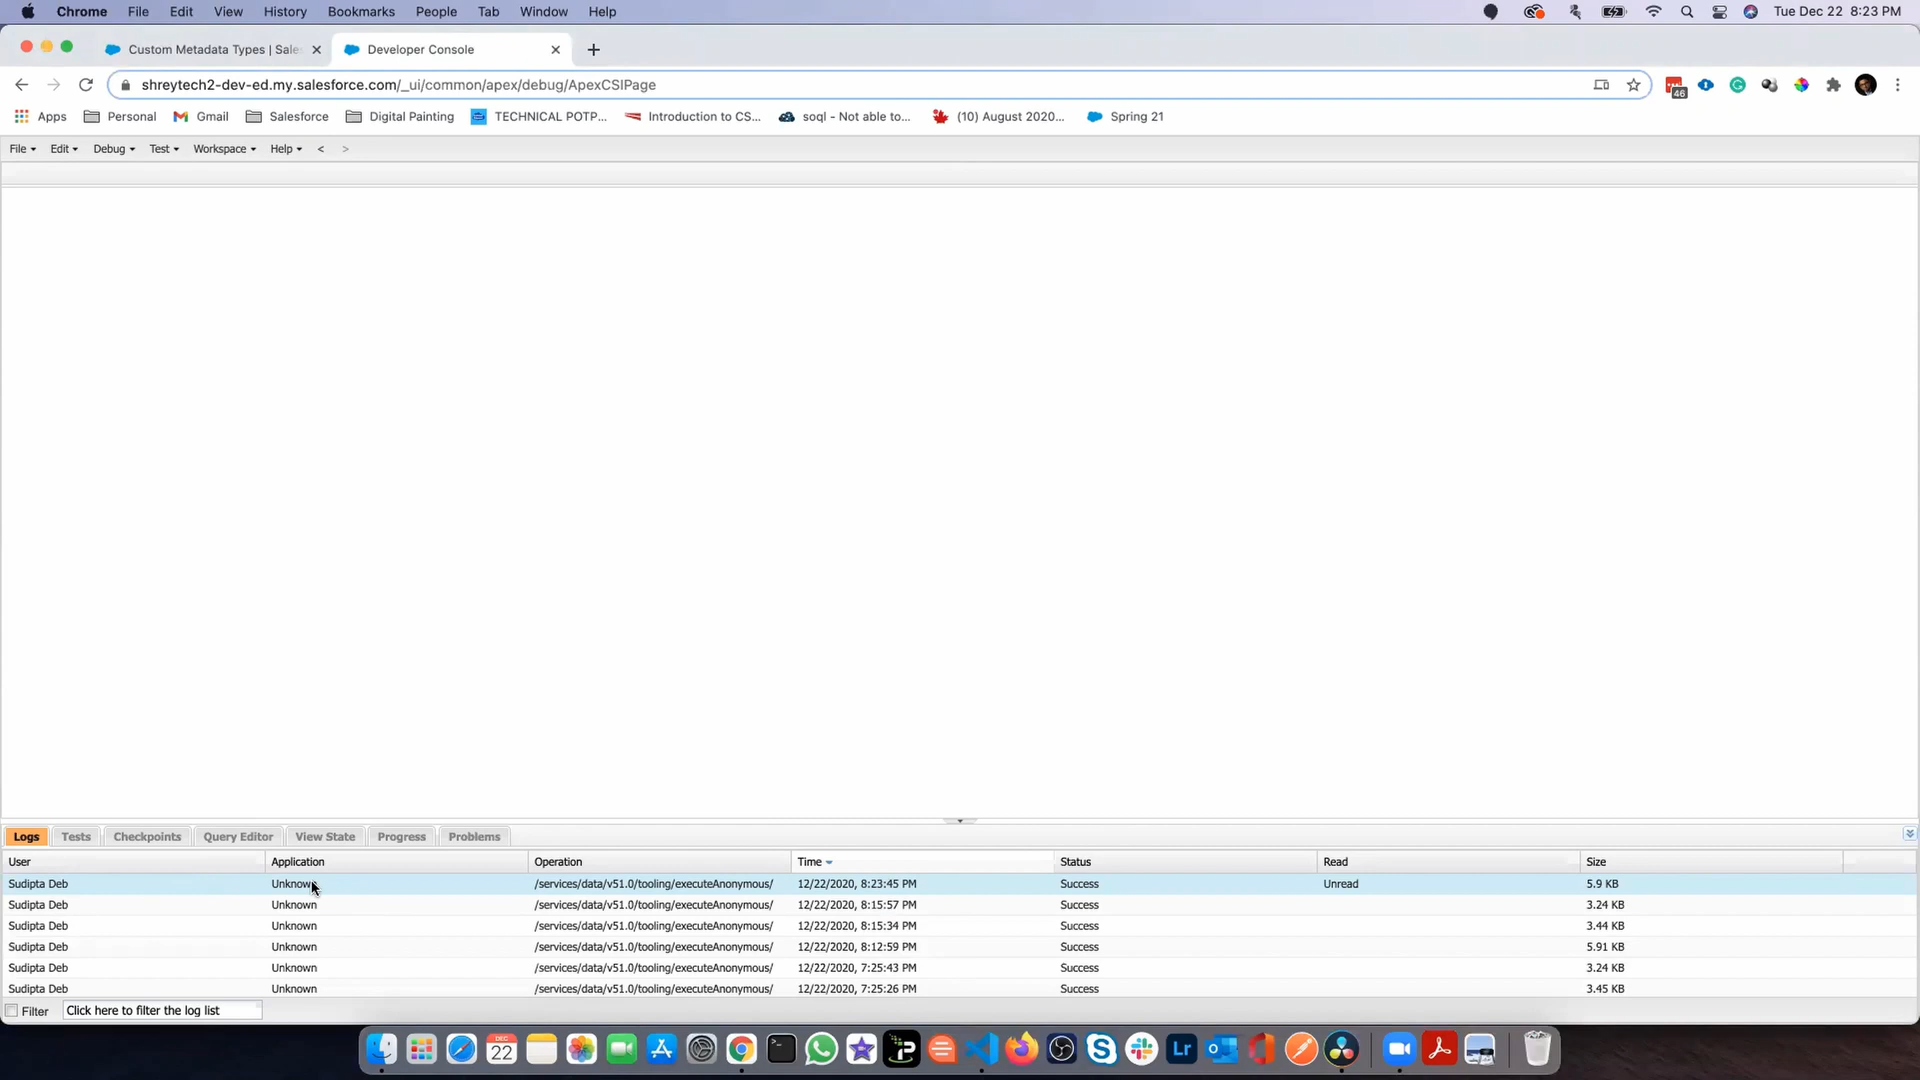 Chrome File Edit View History Bookmarks People Tab Window Help Tue Dec 22 8:23 PM
Custom Metadata Types | Sale Developer Console
shreytech2-dev-ed.my.salesforce.com/_ui/common/apex/debug/ApexCSIPage 46
Apps Personal Gmail Salesforce Digital Painting TECHNICAL POTP... Introduction to CS... soql - Not able to... (10) August 2020... Spring 21
File Edit Debug Test Workspace Help < >
Logs Tests Checkpoints Query Editor View State Progress Problems
User Application Operation Time Status Read Size
Sudipta Deb Unknown /services/data/v51.0/tooling/executeAnonymous/ 12/22/2020, 8:23:45 PM Success Unread 5.9 KB
Sudipta Deb Unknown /services/data/v51.0/tooling/executeAnonymous/ 12/22/2020, 8:15:57 PM Success 3.24 KB
Sudipta Deb Unknown /services/data/v51.0/tooling/executeAnonymous/ 12/22/2020, 8:15:34 PM Success 3.44 KB
Sudipta Deb Unknown /services/data/v51.0/tooling/executeAnonymous/ 12/22/2020, 8:12:59 PM Success 5.91 KB
Sudipta Deb Unknown /services/data/v51.0/tooling/executeAnonymous/ 12/22/2020, 7:25:43 PM Success 3.24 KB
Sudipta Deb Unknown /services/data/v51.0/tooling/executeAnonymous/ 12/22/2020, 7:25:26 PM Success 3.45 KB
Filter Click here to filter the log list
DEC
22
Lr